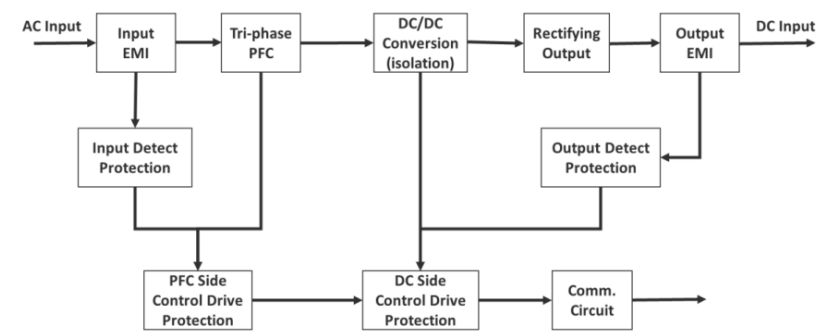 AC Input
Input
EMI
Tri-phase
PFC
DC/DC
Conversion
(isolation)
Rectifying
Output
Output
EMI
DC Input
Input Detect
Protection
Output Detect
Protection
PFC Side
Control Drive
Protection
DC Side
Control Drive
Protection
Comm.
Circuit